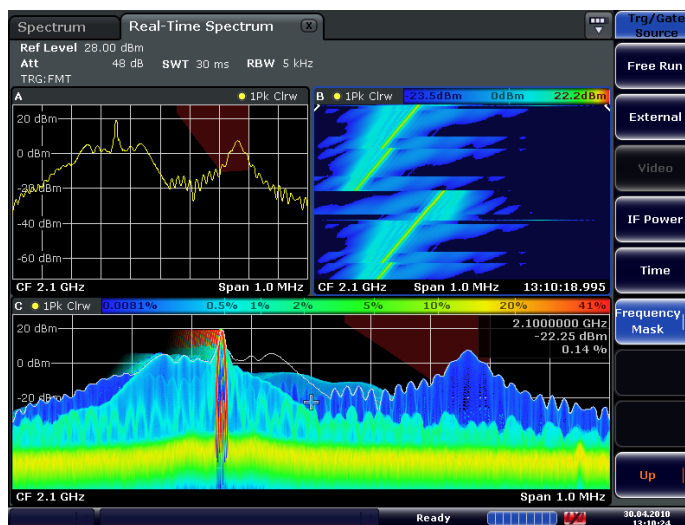 Spectrum
Real-Time Spectrum
X
Ref Level 28.00 dBm
Att 48 dB SWT 30 ms RBW 5 kHz
TRG:FMT
A
1Pk Clrw
20 dBm
0 dBm
-20 dBm
-40 dBm
-60 dBm
CF 2.1 GHz
Span 1.0 MHz
B
1Pk Clrw
-23.5dBm 0dBm 22.2dBm
CF 2.1 GHz
Span 1.0 MHz
13:10:18.995
C
1Pk Clrw
0.0081% 0.5% 1% 2% 5% 10% 20% 41%
20 dBm
0 dBm
-20 dBm
2.1000000 GHz
-22.25 dBm
0.14 %
CF 2.1 GHz
Span 1.0 MHz
Ready
30.04.2010
13:10:24
Trg/Gate
Source
Free Run
External
Video
IF Power
Time
Frequency
Mask
Up